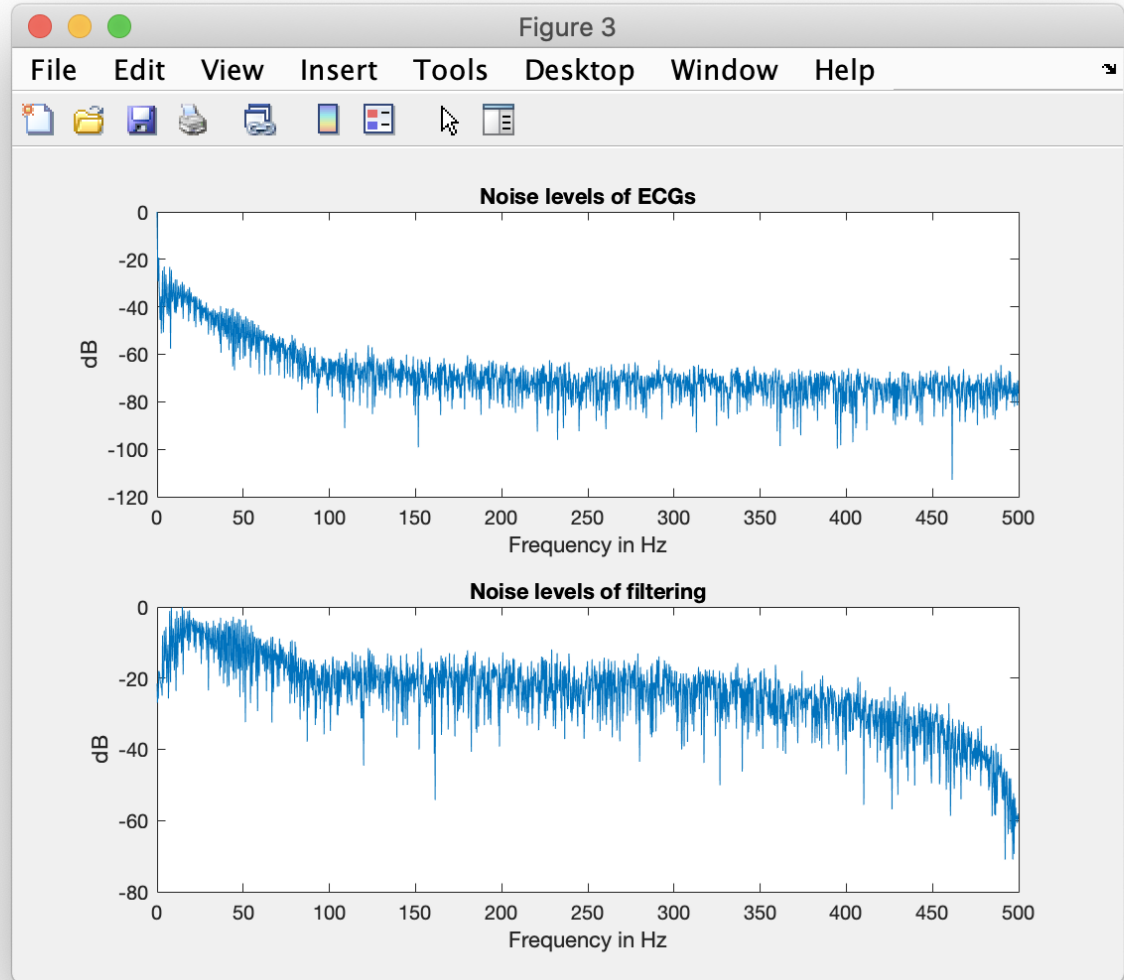 Figure 3
File Edit View Insert Tools Desktop Window Help
Noise levels of ECGs
0
-20
-40
-60
-80
-100
-120
dB
0 50 100 150 200 250 300 350 400 450 500
Frequency in Hz
Noise levels of filtering
0
-20
-40
-60
-80
dB
0 50 100 150 200 250 300 350 400 450 500
Frequency in Hz